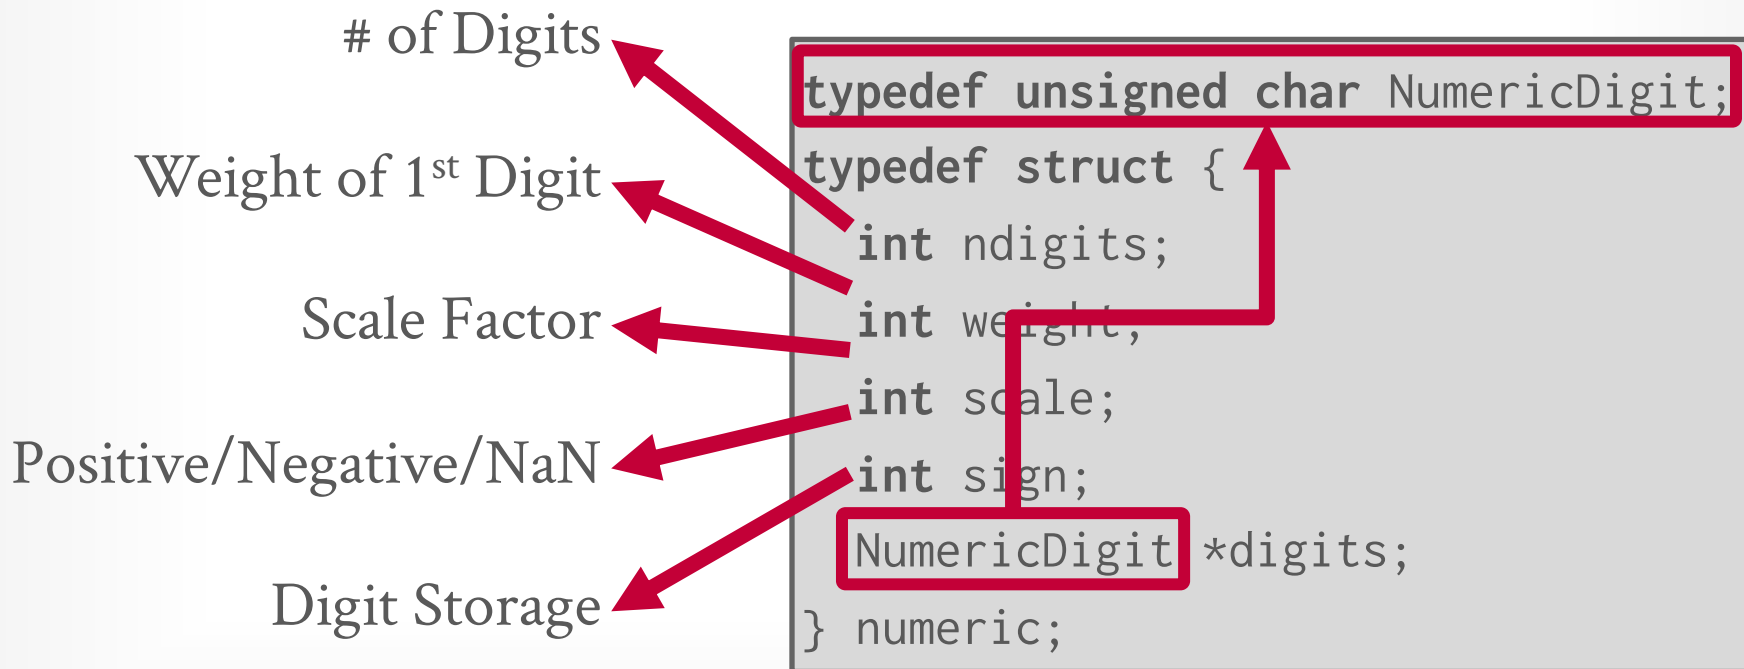 # of Digits
Weight of 1st Digit
Scale Factor
Positive/Negative/NaN
Digit Storage
typedef unsigned char NumericDigit;
typedef struct {
int ndigits;
int weight;
int scale;
int sign;
NumericDigit *digits;
} numeric;